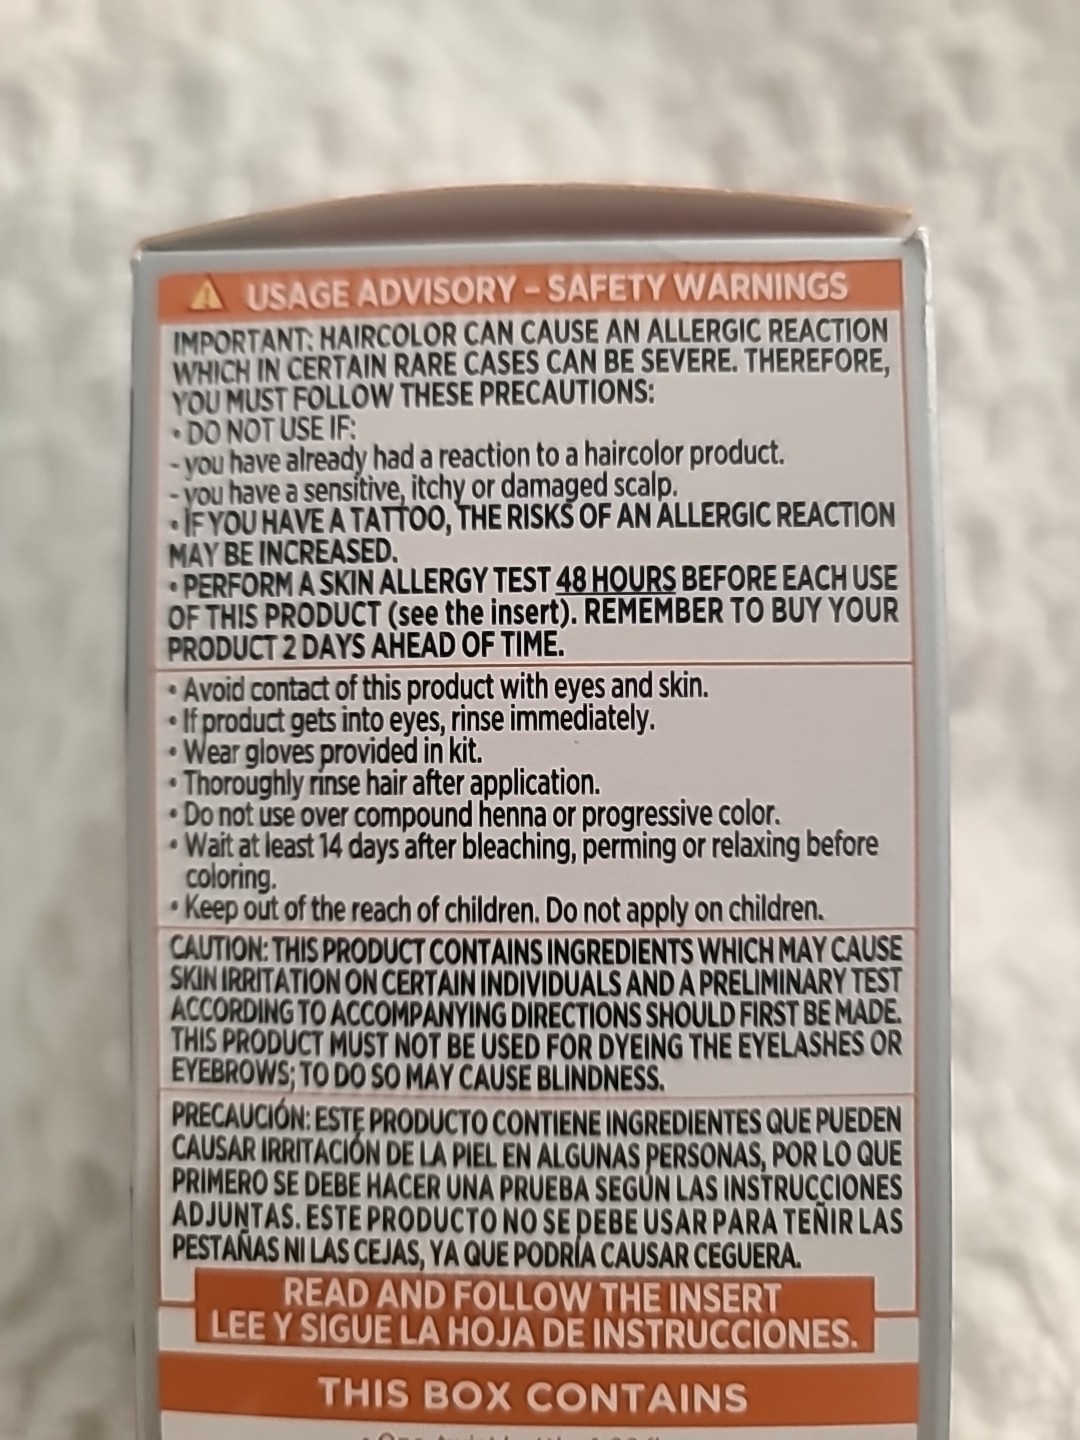 USAGE ADVISORY - SAFETY WARNINGS
IMPORTANT: HAIRCOLOR CAN CAUSE AN ALLERGIC REACTION
WHICH IN CERTAIN RARE CASES CAN BE SEVERE. THEREFORE,
YOU MUST FOLLOW THESE PRECAUTIONS:
• DO NOT USE IF:
- you have already had a reaction to a haircolor product.
- you have a sensitive, itchy or damaged scalp.
• IF YOU HAVE A TATTOO, THE RISKS OF AN ALLERGIC REACTION
MAY BE INCREASED.
• PERFORM A SKIN ALLERGY TEST 48 HOURS BEFORE EACH USE
OF THIS PRODUCT (see the insert). REMEMBER TO BUY YOUR
PRODUCT 2 DAYS AHEAD OF TIME.
• Avoid contact of this product with eyes and skin.
• If product gets into eyes, rinse immediately.
• Wear gloves provided in kit.
• Thoroughly rinse hair after application.
• Do not use over compound henna or progressive color.
• Wait at least 14 days after bleaching, perming or relaxing before
coloring.
• Keep out of the reach of children. Do not apply on children.
CAUTION: THIS PRODUCT CONTAINS INGREDIENTS WHICH MAY CAUSE
SKIN IRRITATION ON CERTAIN INDIVIDUALS AND A PRELIMINARY TEST
ACCORDING TO ACCOMPANYING DIRECTIONS SHOULD FIRST BE MADE.
THIS PRODUCT MUST NOT BE USED FOR DYEING THE EYELASHES OR
EYEBROWS; TO DO SO MAY CAUSE BLINDNESS.
PRECAUCIÓN: ESTE PRODUCTO CONTIENE INGREDIENTES QUE PUEDEN
CAUSAR IRRITACIÓN DE LA PIEL EN ALGUNAS PERSONAS, POR LO QUE
PRIMERO SE DEBE HACER UNA PRUEBA SEGÚN LAS INSTRUCCIONES
ADJUNTAS. ESTE PRODUCTO NO SE DEBE USAR PARA TEÑIR LAS
PESTAÑAS NI LAS CEJAS, YA QUE PODRÍA CAUSAR CEGUERA.
READ AND FOLLOW THE INSERT
LEE Y SIGUE LA HOJA DE INSTRUCCIONES.
THIS BOX CONTAINS